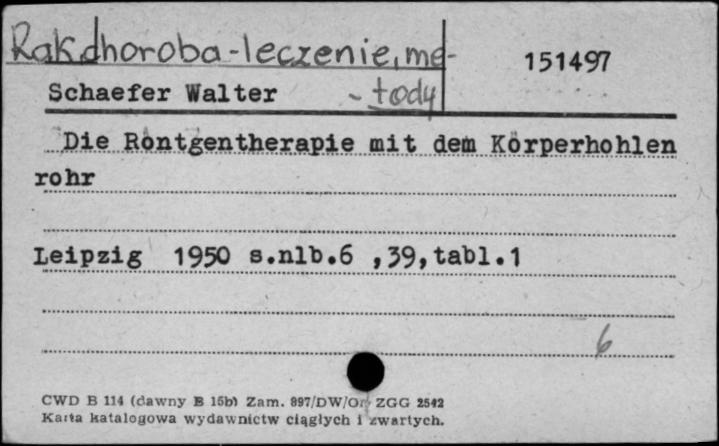 Rak choroba - leczenie, me-
- tody
151497
Schaefer Walter
Die Röntgentherapie mit dem Körperhohlen
rohr
Leipzig 1950 s.nlb.6 ,39,tabl.1
6
CWD B 114 (dawny B 15b) Zam. 897/DW/Or ZGG 2542
Karta katalogowa wydawnictw ciągłych i zwartych.